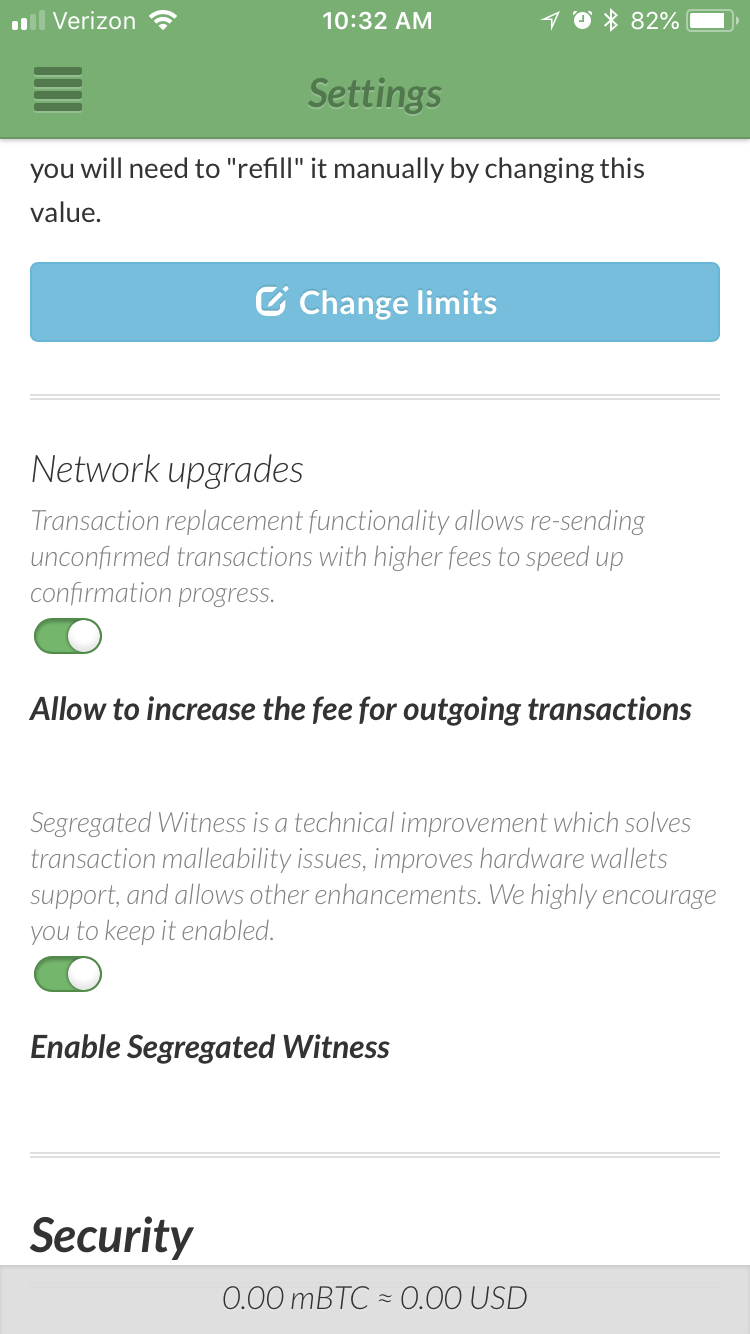 Verizon 10:32 AM 82%
Settings
you will need to "refill" it manually by changing this
value.
Change limits
Network upgrades
Transaction replacement functionality allows re-sending
unconfirmed transactions with higher fees to speed up
confirmation progress.
Allow to increase the fee for outgoing transactions
Segregated Witness is a technical improvement which solves
transaction malleability issues, improves hardware wallets
support, and allows other enhancements. We highly encourage
you to keep it enabled.
Enable Segregated Witness
Security
0.00 mBTC ≈ 0.00 USD